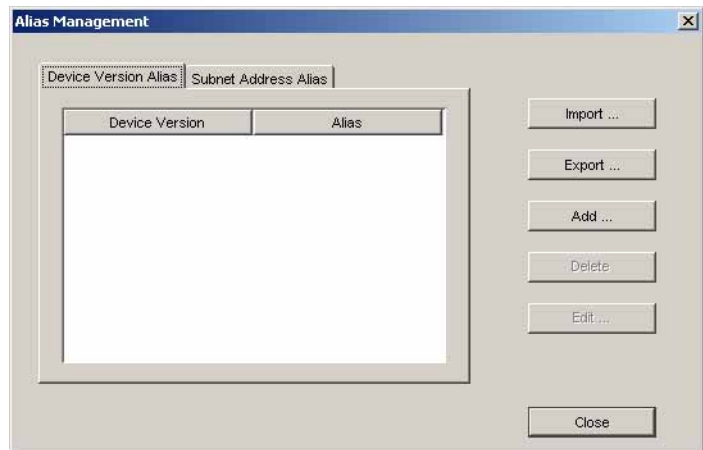 Alias Management
Device Version Alias Subnet Address Alias
Device Version Alias
Import ...
Export ...
Add ...
Delete
Edit ...
Close